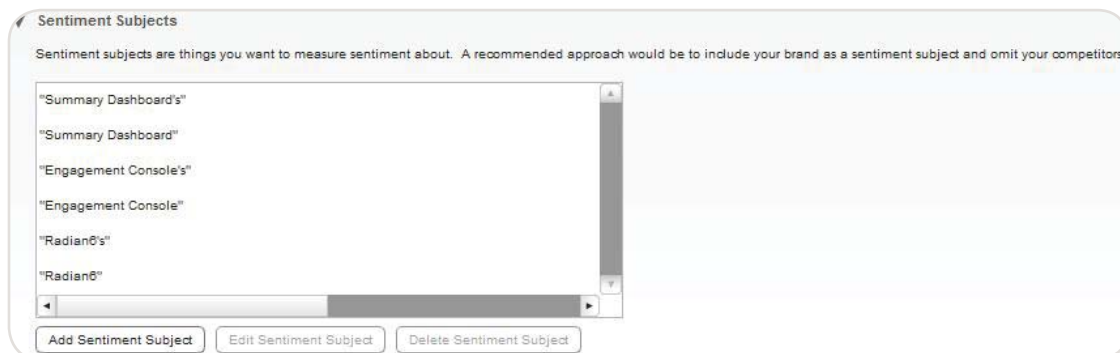 Sentiment Subjects
Sentiment subjects are things you want to measure sentiment about. A recommended approach would be to include your brand as a sentiment subject and omit your competitors
"Summary Dashboard's"
"Summary Dashboard"
"Engagement Console's"
"Engagement Console"
"Radian6's"
"Radian6"
Add Sentiment Subject Edit Sentiment Subject Delete Sentiment Subject